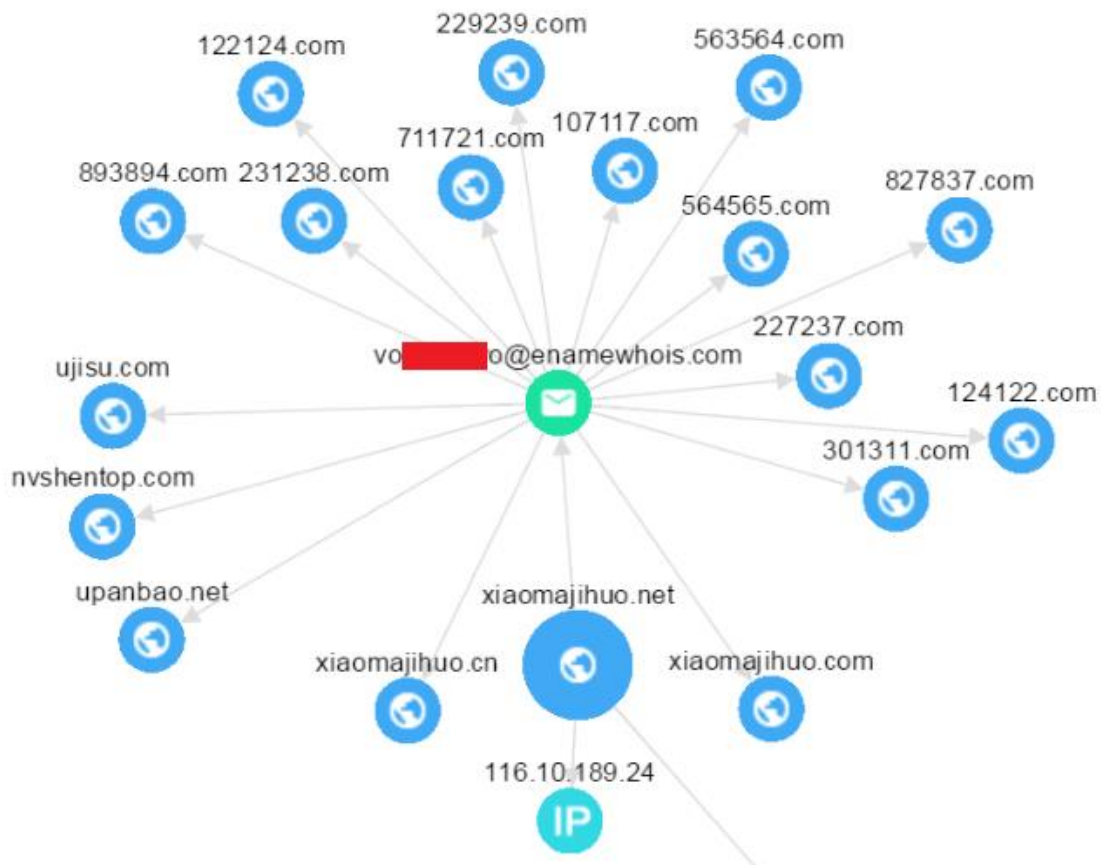 229239.com
563564.com
122124.com
107117.com
711721.com
893894.com
231238.com
827837.com
564565.com
227237.com
vo
o@enamewhois.com
ujisu.com
124122.com
301311.com
nvshentop.com
upanbao.net
xiaomajihuo.net
xiaomajihuo.cn
xiaomajihuo.com
116.10.189.24
IP